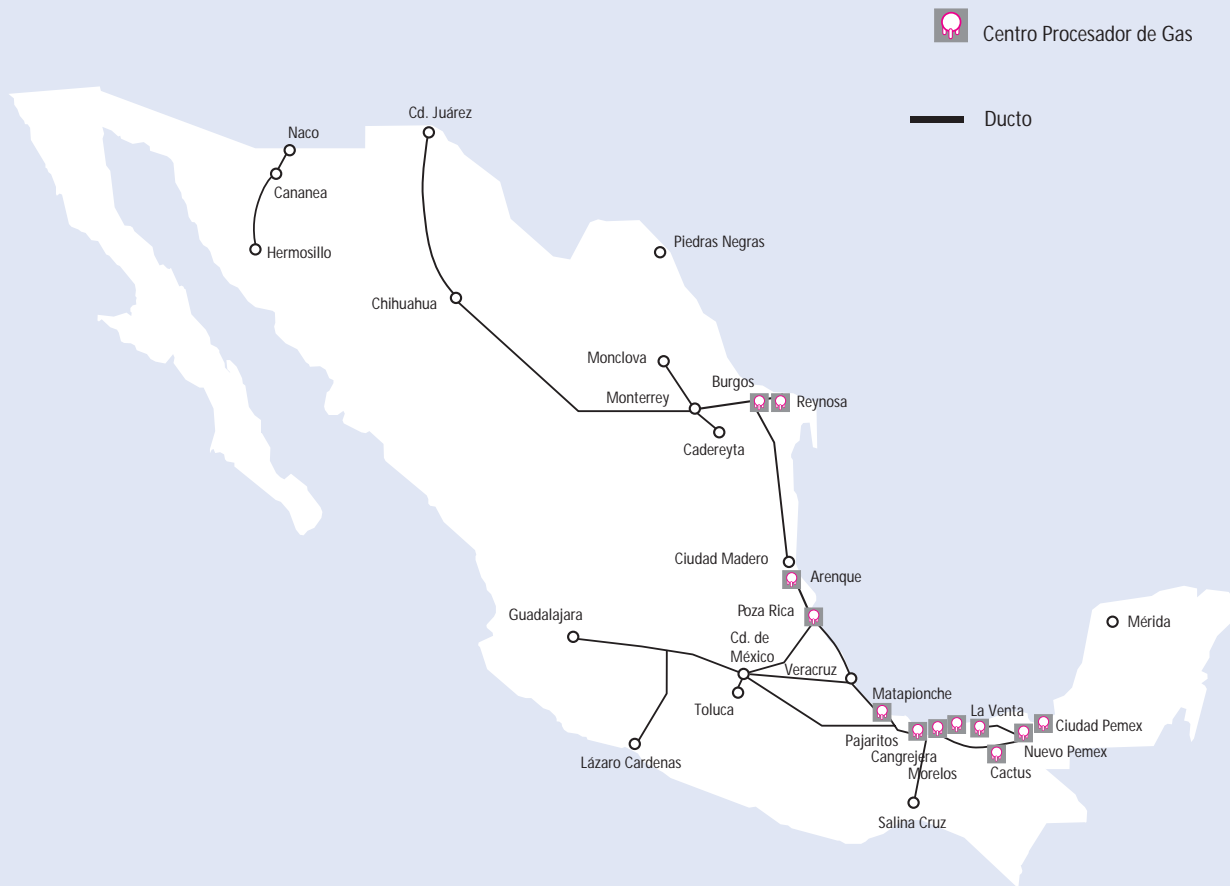 Centro Procesador de Gas
Ducto
Cd. Juárez
Naco
Cananea
Hermosillo
Piedras Negras
Chihuahua
Monclova
Burgos
Monterrey
Reynosa
Cadereyta
Ciudad Madero
Arenque
Guadalajara
Poza Rica
Mérida
Cd. de
México
Veracruz
Toluca
Matapionche
La Venta
Ciudad Pemex
Pajaritos
Nuevo Pemex
Cangrejera
Lázaro Cardenas
Morelos
Cactus
Salina Cruz